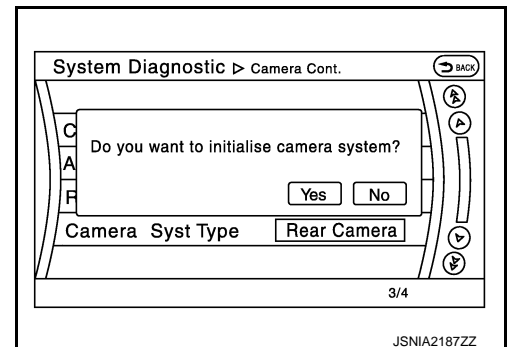 System Diagnostic ▷ Camera Cont.
BACK
Do you want to initialise camera system?
C
A
Yes No
R
Camera Syst Type Rear Camera
3/4
JSNIA2187ZZ